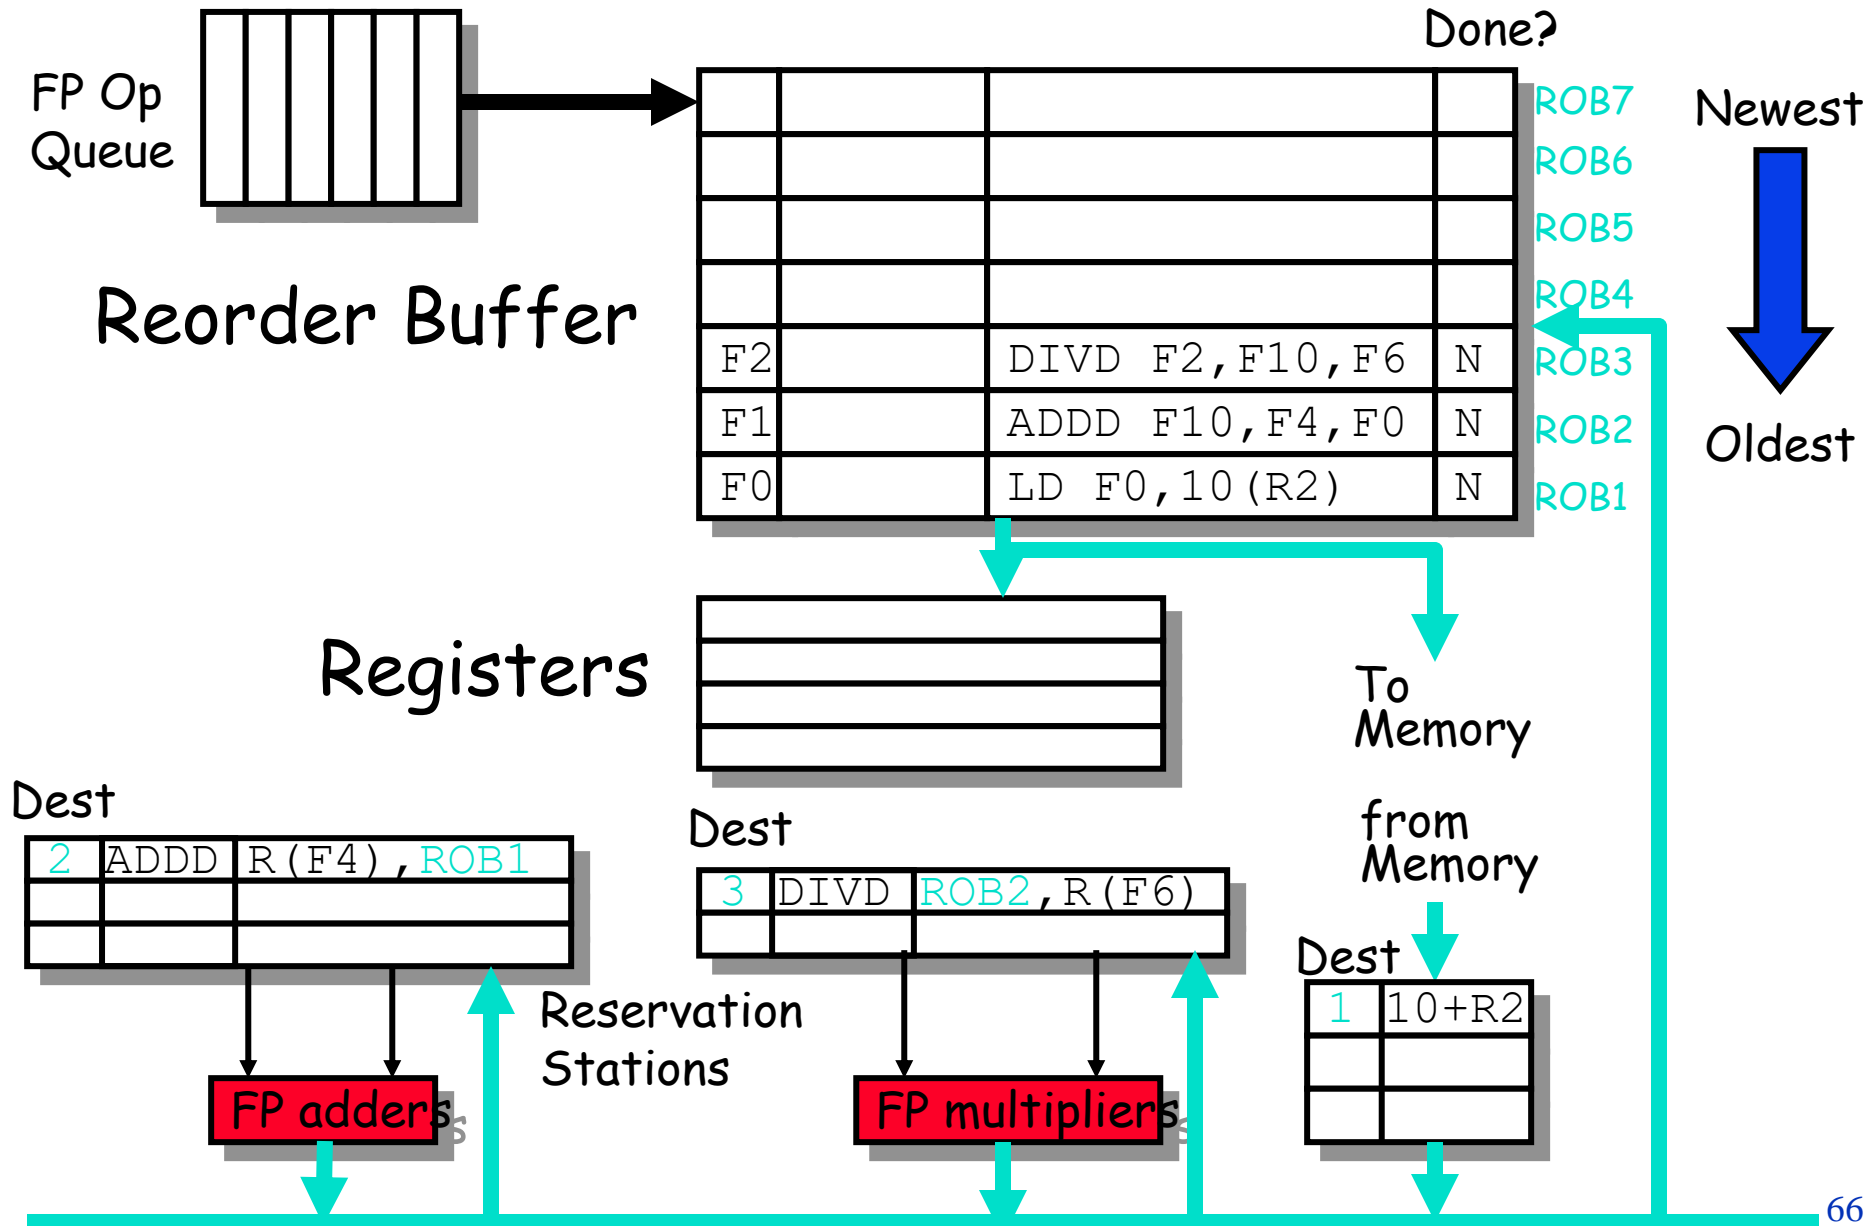 Done?
FP Op
Queue
ROB7
Newest
ROB6
ROB5
Reorder Buffer
ROB4
F2 DIVD F2,F10,F6 N ROB3
F1 ADDD F10,F4,F0 N ROB2
Oldest
F0 LD F0,10(R2) N ROB1
Registers
To
Memory
Dest
2 ADDD R(F4),ROB1
Dest
3 DIVD ROB2,R(F6)
from
Memory
Dest
1 10+R2
Reservation
Stations
FP adders
FP multipliers
66